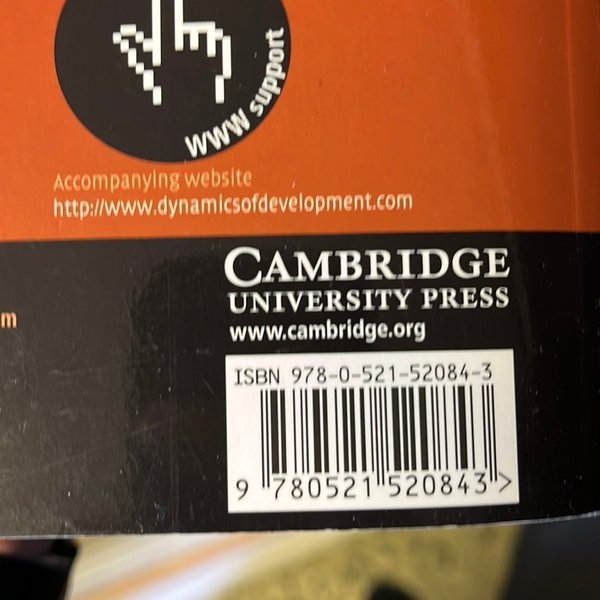 www support
Accompanying website
http://www.dynamicsofdevelopment.com
CAMBRIDGE
UNIVERSITY PRESS
m
www.cambridge.org
ISBN 978-0-521-52084-3
9 780521 520843 >